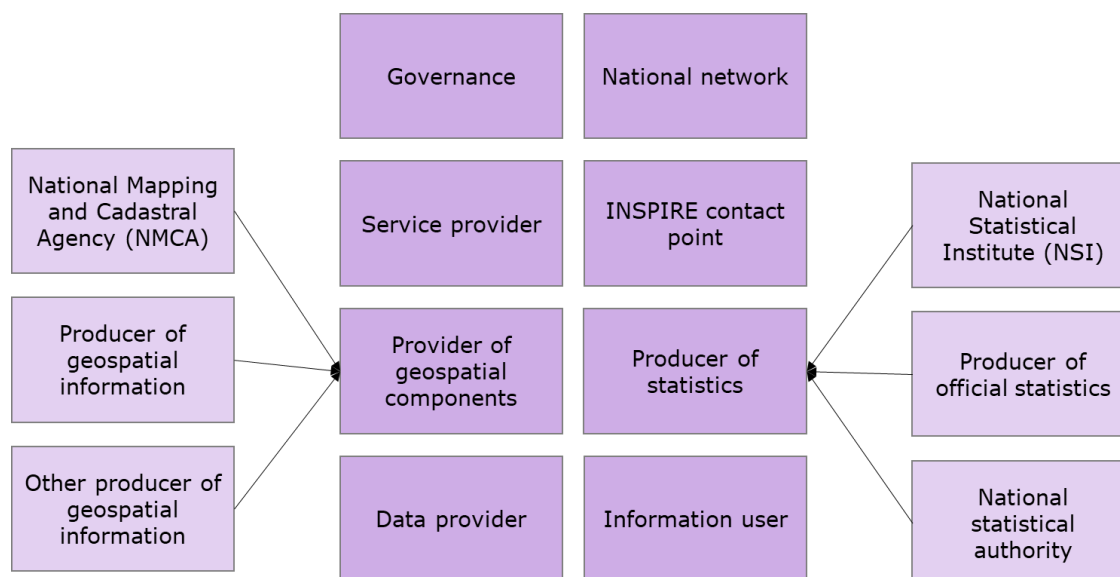 Governance
National network
National Mapping
and Cadastral
Agency (NMCA)
Service provider
INSPIRE contact
point
National
Statistical
Institute (NSI)
Producer of
geospatial
information
Provider of
geospatial
components
Producer of
statistics
Producer of
official statistics
Other producer of
geospatial
information
Data provider
Information user
National
statistical
authority